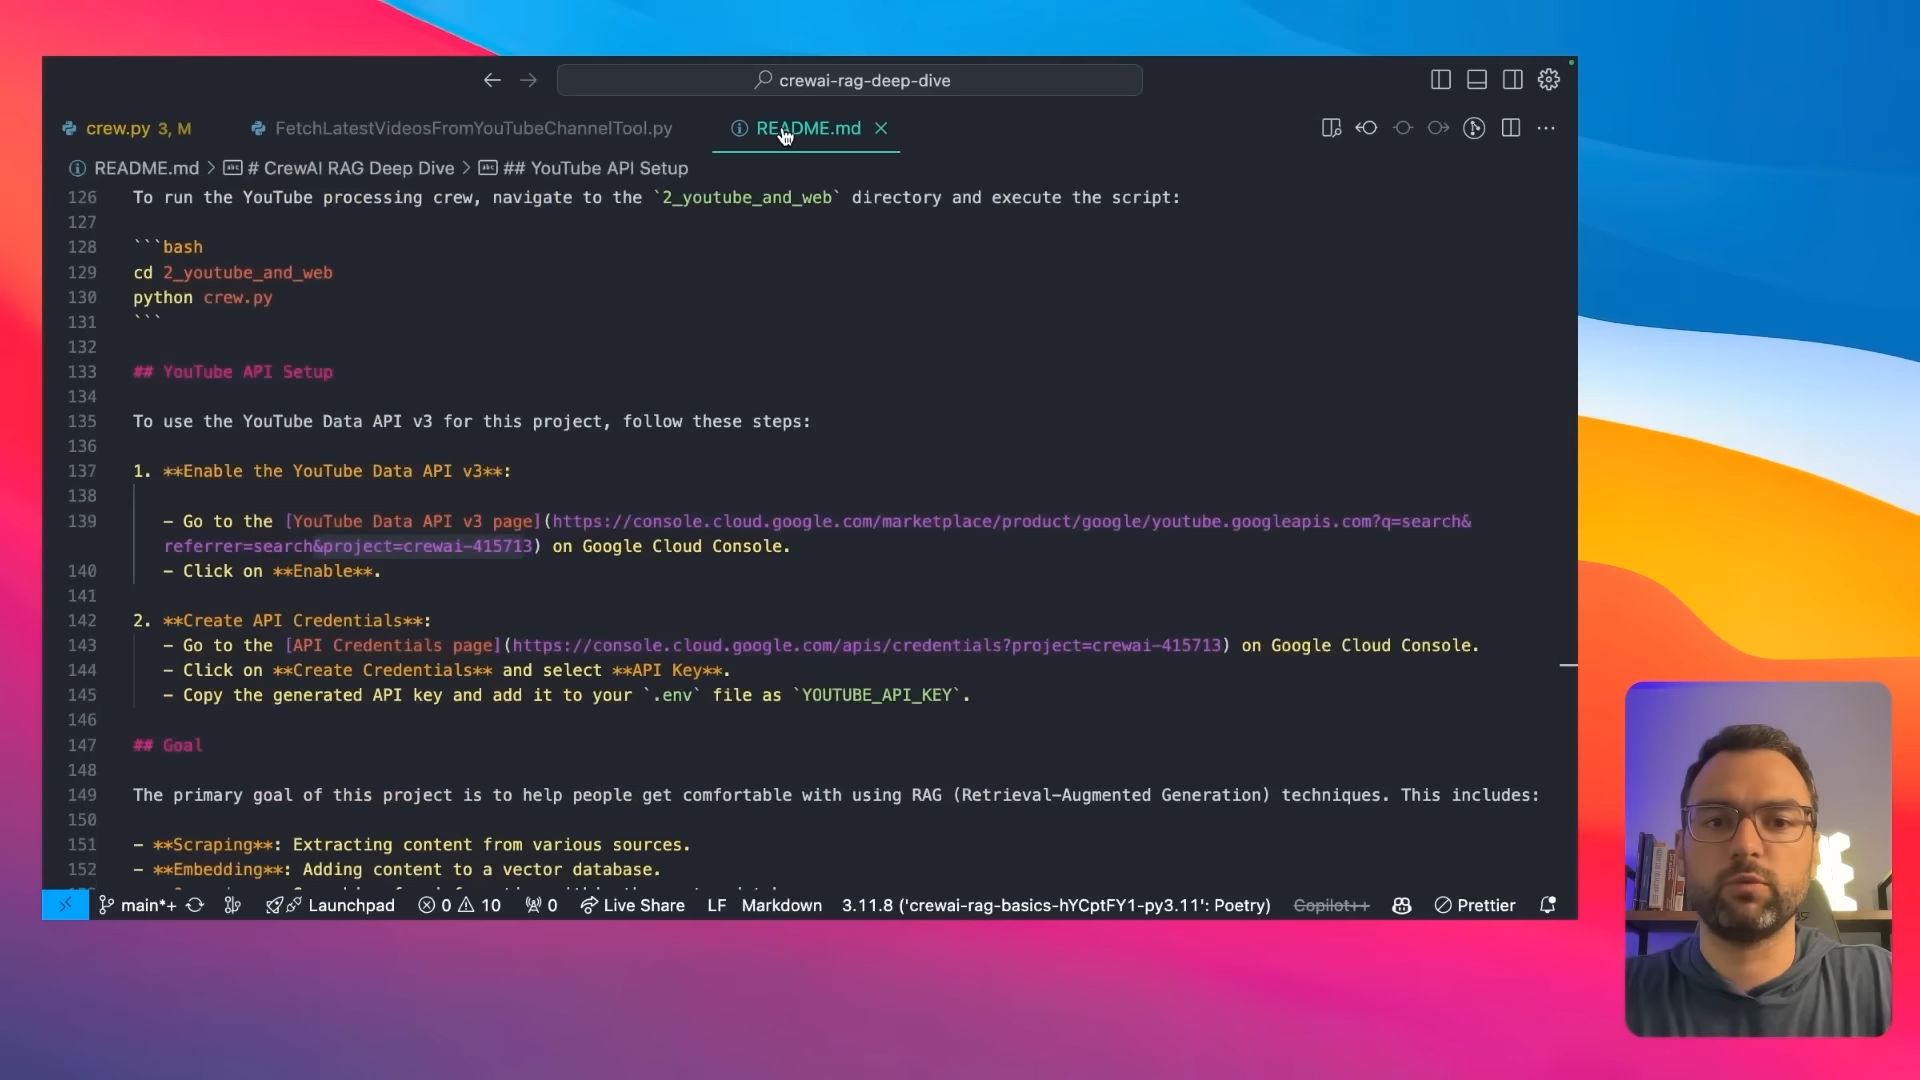 crewai-rag-deep-dive
crew.py 3, M
FetchLatestVideosFromYouTubeChannelTool.py
README.md
README.md > # CrewAI RAG Deep Dive > ## YouTube API Setup
126 To run the YouTube processing crew, navigate to the `2_youtube_and_web` directory and execute the script:
127
128 ```bash
129 cd 2_youtube_and_web
130 python crew.py
131 ```
132
133 ## YouTube API Setup
134
135 To use the YouTube Data API v3 for this project, follow these steps:
136
137 1. **Enable the YouTube Data API v3**:
138
139 - Go to the [YouTube Data API v3 page](https://console.cloud.google.com/marketplace/product/google/youtube.googleapis.com?q=search&
referrer=search&project=crewai-415713) on Google Cloud Console.
140 - Click on **Enable**.
141
142 2. **Create API Credentials**:
143 - Go to the [API Credentials page](https://console.cloud.google.com/apis/credentials?project=crewai-415713) on Google Cloud Console.
144 - Click on **Create Credentials** and select **API Key**.
145 - Copy the generated API key and add it to your `.env` file as `YOUTUBE_API_KEY`.
146
147 ## Goal
148
149 The primary goal of this project is to help people get comfortable with using RAG (Retrieval-Augmented Generation) techniques. This includes:
150
151 - **Scraping**: Extracting content from various sources.
152 - **Embedding**: Adding content to a vector database.
main*+ Launchpad 0 10 0 Live Share LF Markdown 3.11.8 ('crewai-rag-basics-hYCptFY1-py3.11': Poetry) Copilot++ Prettier